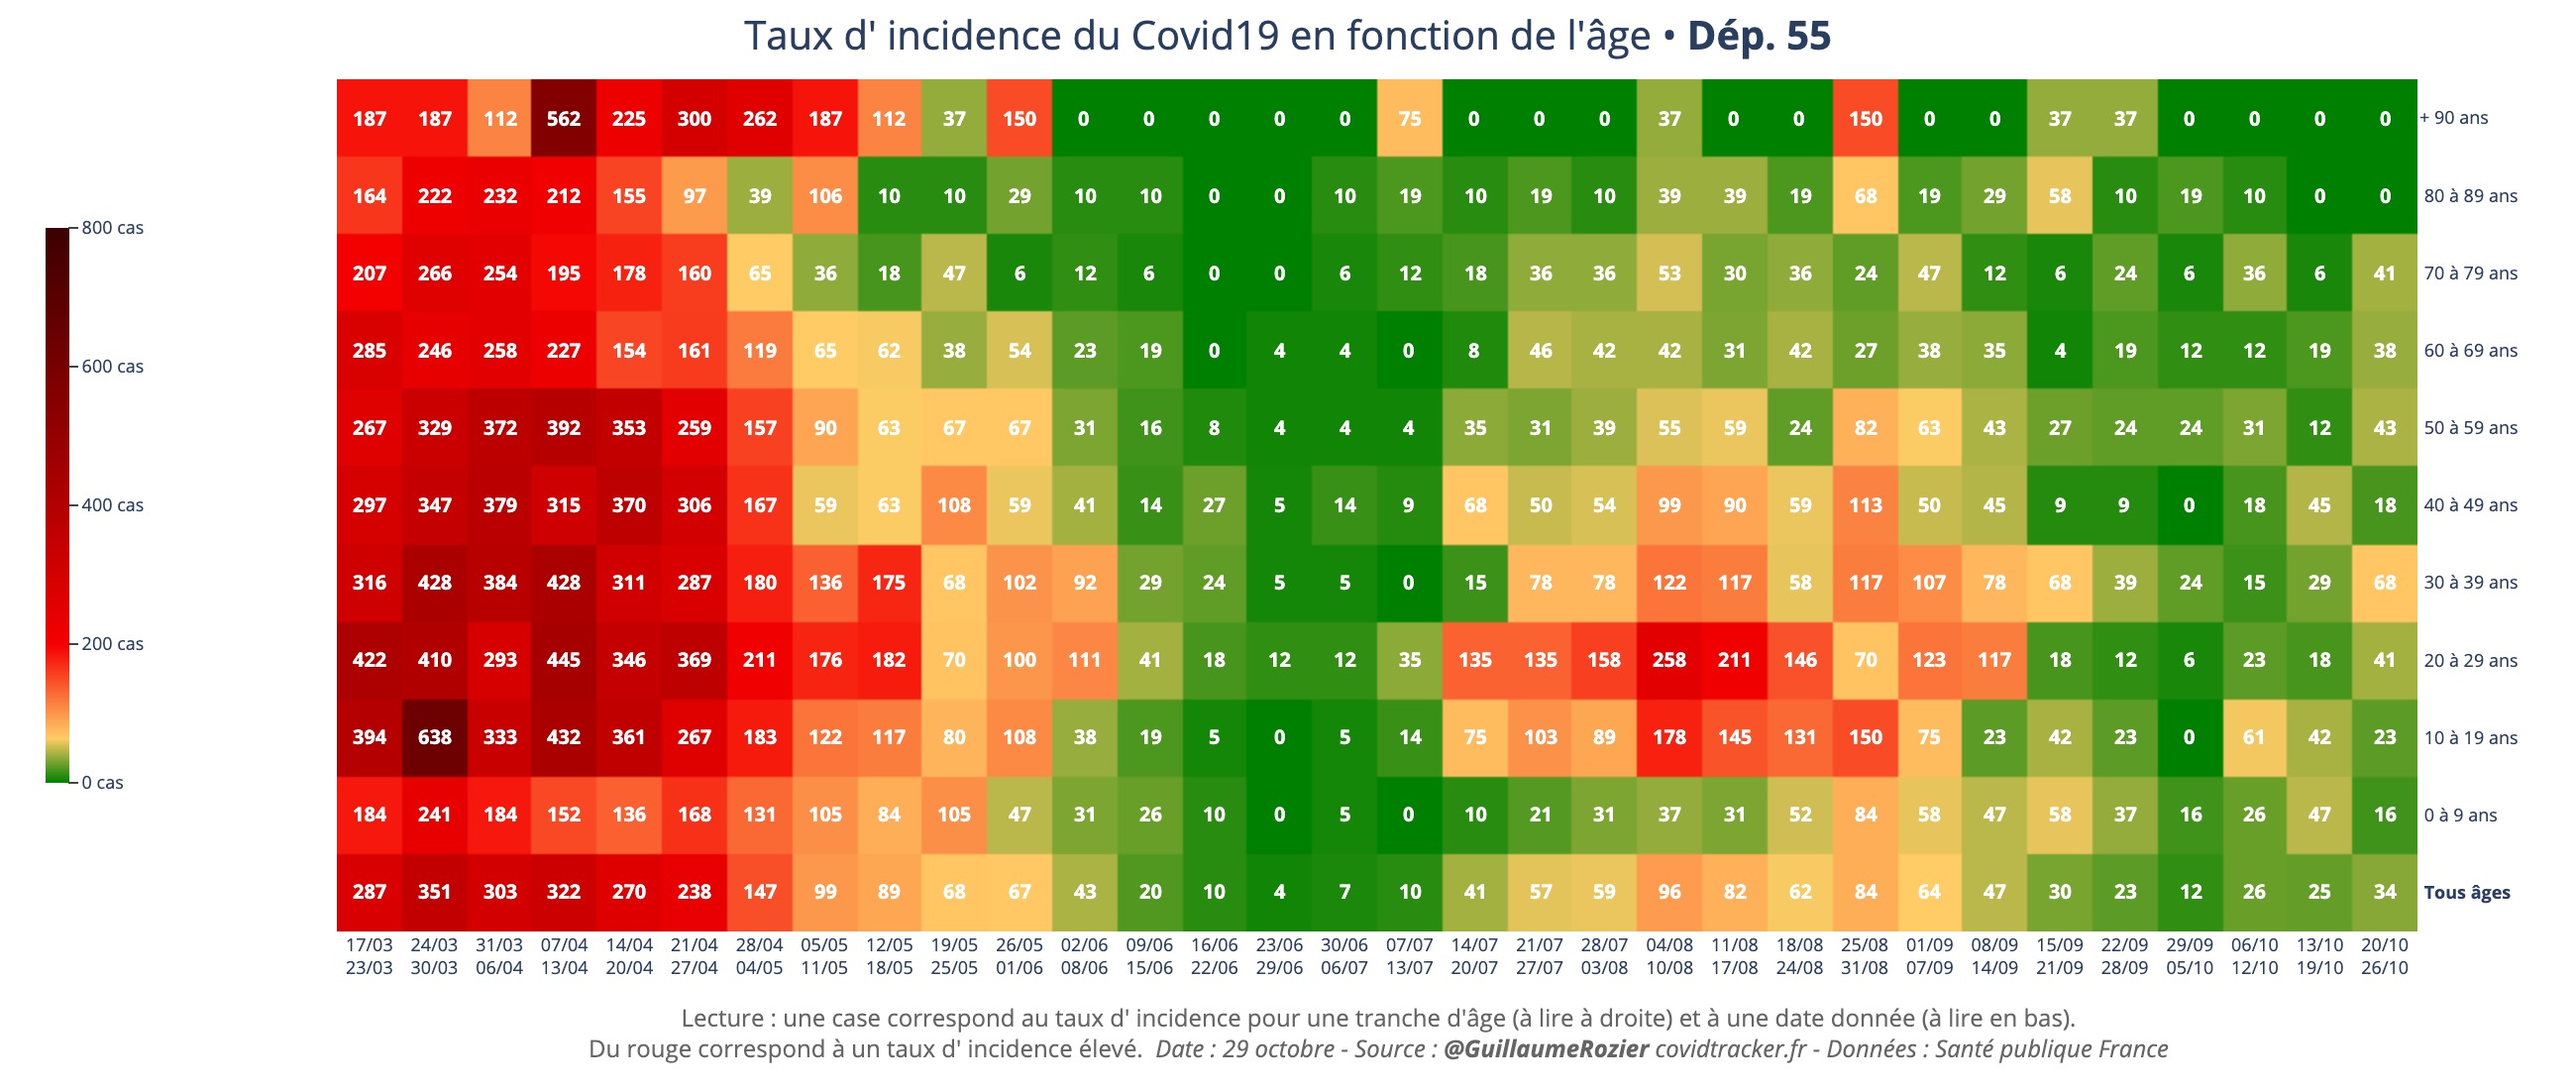 Taux d' incidence du Covid19 en fonction de l'âge • Dép. 55
800 cas
600 cas
400 cas
200 cas
0 cas
187 187 112 562 225 300 262 187 112 37 150 0 0 0 0 0 75 0 0 0 37 0 0 150 0 0 37 37 0 0 0 0 + 90 ans
164 222 232 212 155 97 39 106 10 10 29 10 10 0 0 10 19 10 19 10 39 39 19 68 19 29 58 10 19 10 0 0 80 à 89 ans
207 266 254 195 178 160 65 36 18 47 6 12 6 0 0 6 12 18 36 36 53 30 36 24 47 12 6 24 6 36 6 41 70 à 79 ans
285 246 258 227 154 161 119 65 62 38 54 23 19 0 4 4 0 8 46 42 42 31 42 27 38 35 4 19 12 12 19 38 60 à 69 ans
267 329 372 392 353 259 157 90 63 67 67 31 16 8 4 4 4 35 31 39 55 59 24 82 63 43 27 24 24 31 12 43 50 à 59 ans
297 347 379 315 370 306 167 59 63 108 59 41 14 27 5 14 9 68 50 54 99 90 59 113 50 45 9 9 0 18 45 18 40 à 49 ans
316 428 384 428 311 287 180 136 175 68 102 92 29 24 5 5 0 15 78 78 122 117 58 117 107 78 68 39 24 15 29 68 30 à 39 ans
422 410 293 445 346 369 211 176 182 70 100 111 41 18 12 12 35 135 135 158 258 211 146 70 123 117 18 12 6 23 18 41 20 à 29 ans
394 638 333 432 361 267 183 122 117 80 108 38 19 5 0 5 14 75 103 89 178 145 131 150 75 23 42 23 0 61 42 23 10 à 19 ans
184 241 184 152 136 168 131 105 84 105 47 31 26 10 0 5 0 10 21 31 37 31 52 84 58 47 58 37 16 26 47 16 0 à 9 ans
287 351 303 322 270 238 147 99 89 68 67 43 20 10 4 7 10 41 57 59 96 82 62 84 64 47 30 23 12 26 25 34 Tous âges
17/03 24/03 31/03 07/04 14/04 21/04 28/04 05/05 12/05 19/05 26/05 02/06 09/06 16/06 23/06 30/06 07/07 14/07 21/07 28/07 04/08 11/08 18/08 25/08 01/09 08/09 15/09 22/09 29/09 06/10 13/10 20/10
23/03 30/03 06/04 13/04 20/04 27/04 04/05 11/05 18/05 25/05 01/06 08/06 15/06 22/06 29/06 06/07 13/07 20/07 27/07 03/08 10/08 17/08 24/08 31/08 07/09 14/09 21/09 28/09 05/10 12/10 19/10 26/10
Lecture : une case correspond au taux d' incidence pour une tranche d'âge (à lire à droite) et à une date donnée (à lire en bas).
Du rouge correspond à un taux d' incidence élevé. Date : 29 octobre - Source : @GuillaumeRozier covidtracker.fr - Données : Santé publique France